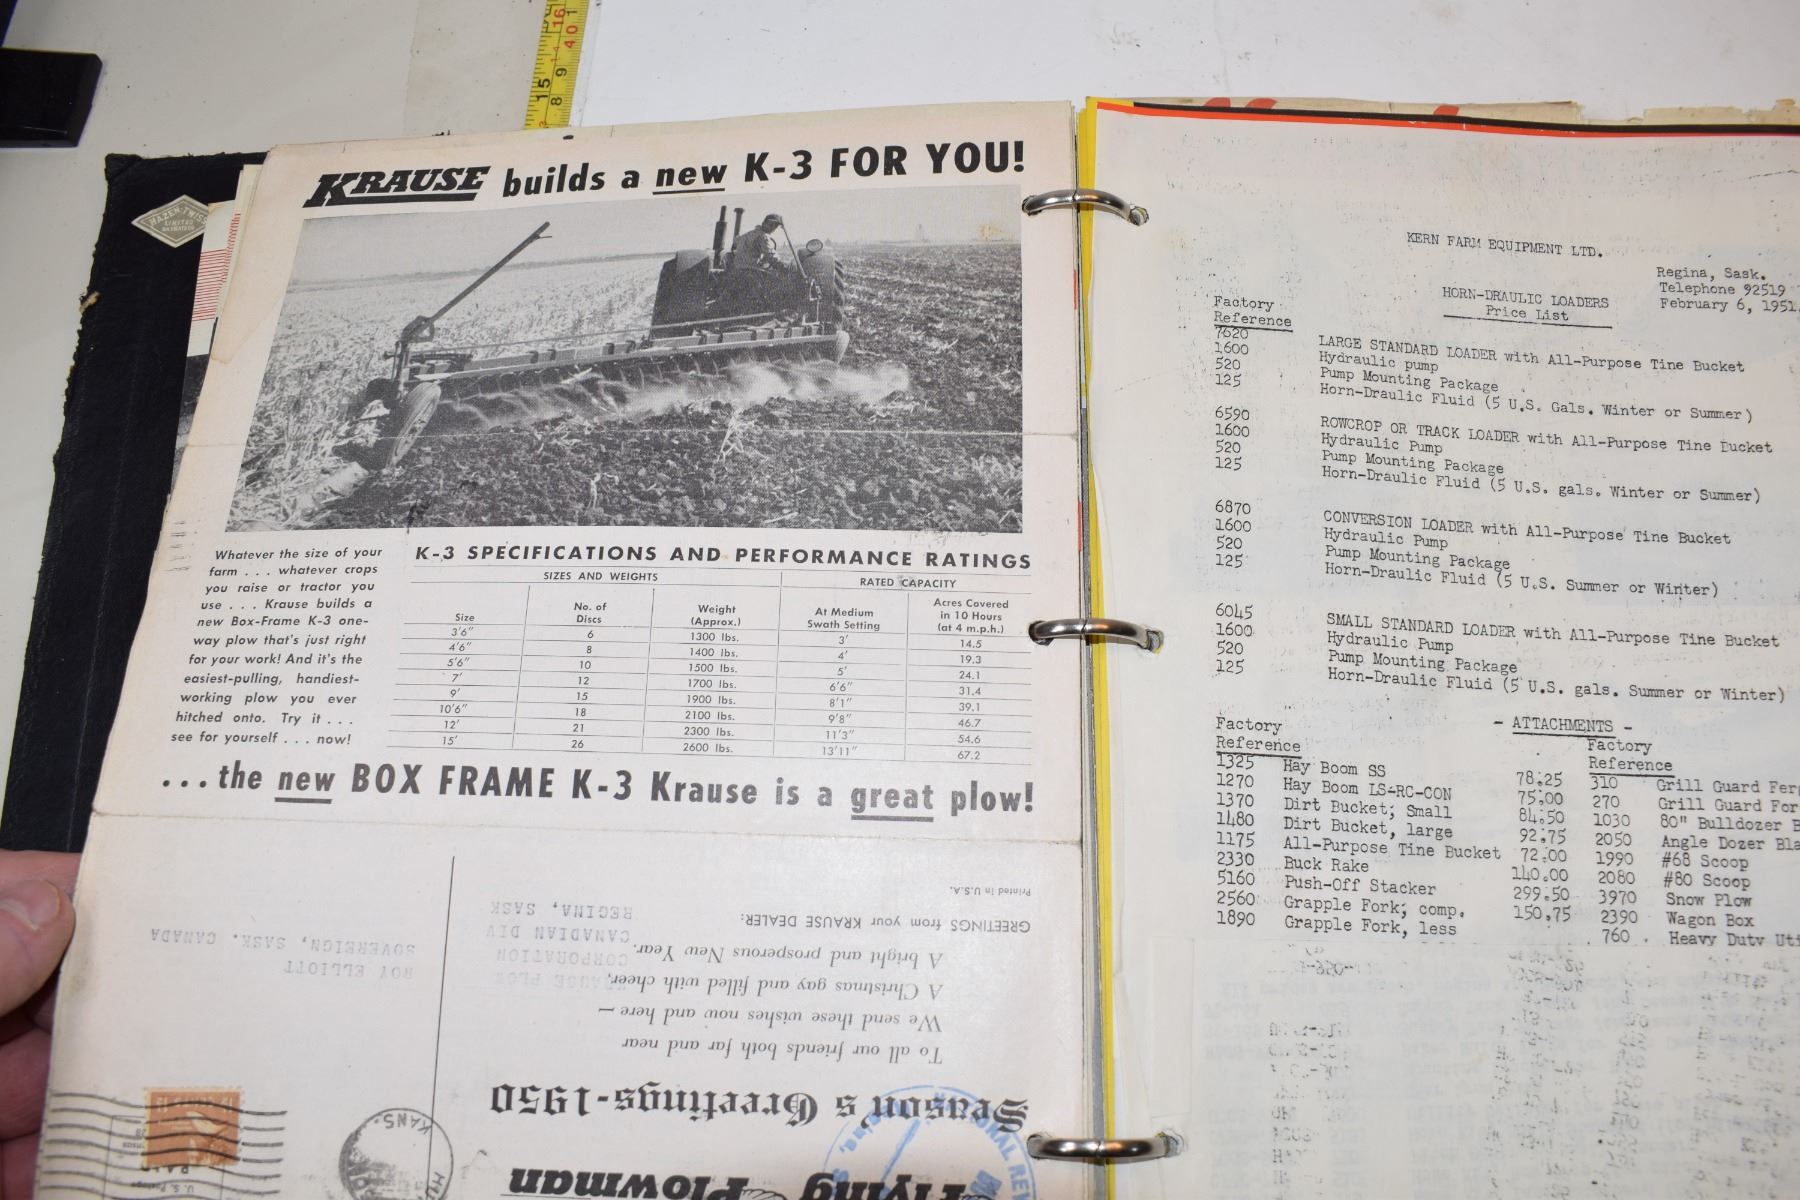 KRAUSE builds a new K-3 FOR YOU!
HAZEN-TWISS
LIMITED
Whatever the size of your
farm . . . whatever crops
you raise or tractor you
use . . . Krause builds a
new Box-Frame K-3 one-
way plow that's just right
for your work! And it's the
easiest-pulling, handiest-
working plow you ever
hitched onto. Try it . . .
see for yourself . . . now!
K-3 SPECIFICATIONS AND PERFORMANCE RATINGS
SIZES AND WEIGHTS RATED CAPACITY
Size No. of Discs Weight (Approx.) At Medium Swath Setting Acres Covered in 10 Hours (at 4 m.p.h.)
3'6" 6 1300 lbs. 3' 14.5
4'6" 8 1400 lbs. 4' 19.3
5'6" 10 1500 lbs. 5' 24.1
7' 12 1700 lbs. 6'6" 31.4
9' 15 1900 lbs. 8'1" 39.1
10'6" 18 2100 lbs. 9'8" 46.7
12' 21 2300 lbs. 11'3" 54.6
15' 26 2600 lbs. 13'11" 67.2
. . . the new BOX FRAME K-3 Krause is a great plow!
Flying Plowman
Season's Greetings-1950
To all our friends both far and near
We send these wishes now and here —
A Christmas gay and filled with cheer,
A bright and prosperous New Year.
GREETINGS from your KRAUSE DEALER:
Printed in U.S.A.
KRAUSE PLOW
CORPORATION
CANADIAN DIV
REGINA, SASK
ROY ELLIOTT
SOVEREIGN, SASK. CANADA
KANS.
KERN FARM EQUIPMENT LTD.
Regina, Sask.
Telephone 92519
February 6, 1951.
HORN-DRAULIC LOADERS
Price List
Factory
Reference
7620 LARGE STANDARD LOADER with All-Purpose Tine Bucket
1600 Hydraulic pump
520 Pump Mounting Package
125 Horn-Draulic Fluid (5 U.S. Gals. Winter or Summer)
6590 ROWCROP OR TRACK LOADER with All-Purpose Tine Bucket
1600 Hydraulic Pump
520 Pump Mounting Package
125 Horn-Draulic Fluid (5 U.S. gals. Winter or Summer)
6870 CONVERSION LOADER with All-Purpose Tine Bucket
1600 Hydraulic Pump
520 Pump Mounting Package
125 Horn-Draulic Fluid (5 U.S. Summer or Winter)
6045 SMALL STANDARD LOADER with All-Purpose Tine Bucket
1600 Hydraulic Pump
520 Pump Mounting Package
125 Horn-Draulic Fluid (5 U.S. gals. Summer or Winter)
- ATTACHMENTS -
Factory
Reference
1325 Hay Boom SS 78.25
1270 Hay Boom LS-RC-CON 75.00
1370 Dirt Bucket, Small 84.50
1480 Dirt Bucket, large 92.75
1175 All-Purpose Tine Bucket 72.00
2330 Buck Rake 140.00
5160 Push-Off Stacker 299.50
2560 Grapple Fork, comp. 150.75
1890 Grapple Fork, less
Factory
Reference
310 Grill Guard Ferg
270 Grill Guard For
1030 80" Bulldozer B
2050 Angle Dozer Bla
1990 #68 Scoop
2080 #80 Scoop
3970 Snow Plow
2390 Wagon Box
760 . Heavy Duty Uti